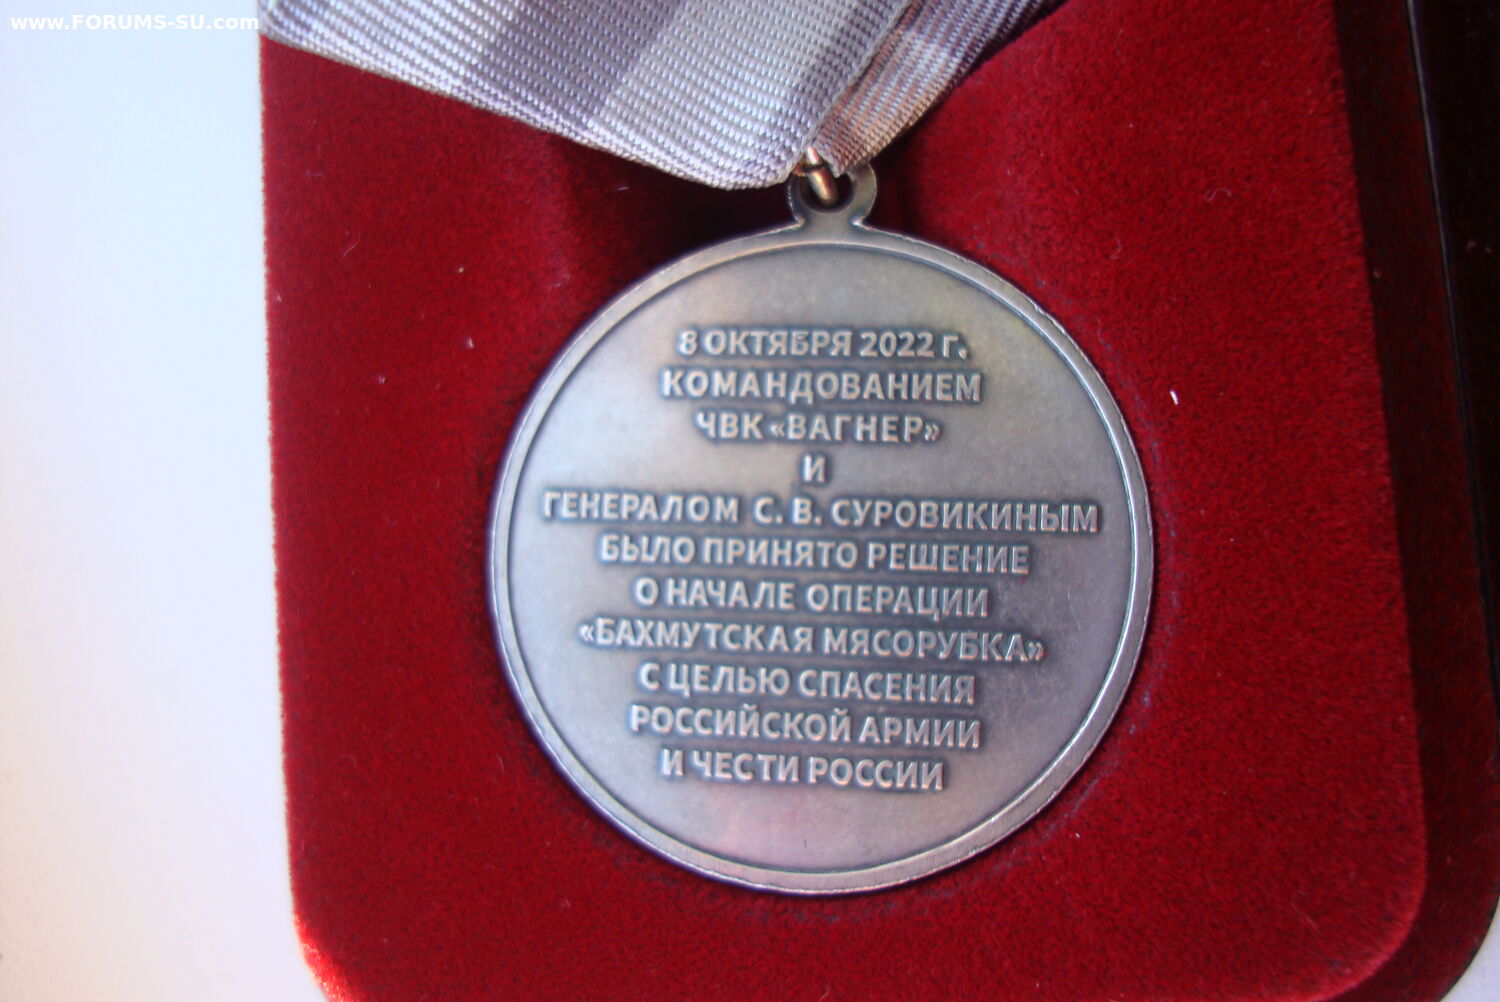 www.FORUMS-SU.com
8 ОКТЯБРЯ 2022 Г.
КОМАНДОВАНИЕМ
ЧВК «ВАГНЕР»
И
ГЕНЕРАЛОМ С. В. СУРОВИКИНЫМ
БЫЛО ПРИНЯТО РЕШЕНИЕ
О НАЧАЛЕ ОПЕРАЦИИ
«БАХМУТСКАЯ МЯСОРУБКА»
С ЦЕЛЬЮ СПАСЕНИЯ
РОССИЙСКОЙ АРМИИ
И ЧЕСТИ РОССИИ